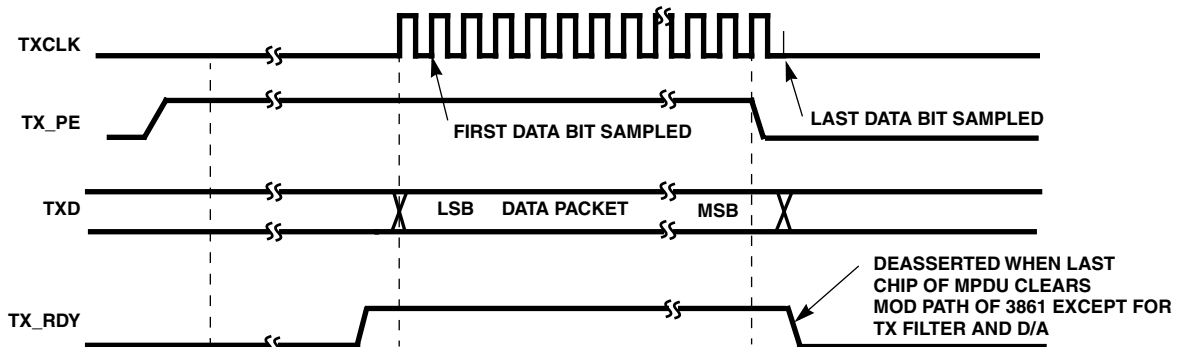 TXCLK
FIRST DATA BIT SAMPLED
LAST DATA BIT SAMPLED
TX_PE
TXD
LSB DATA PACKET MSB
DEASSERTED WHEN LAST
CHIP OF MPDU CLEARS
MOD PATH OF 3861 EXCEPT FOR
TX FILTER AND D/A
TX_RDY